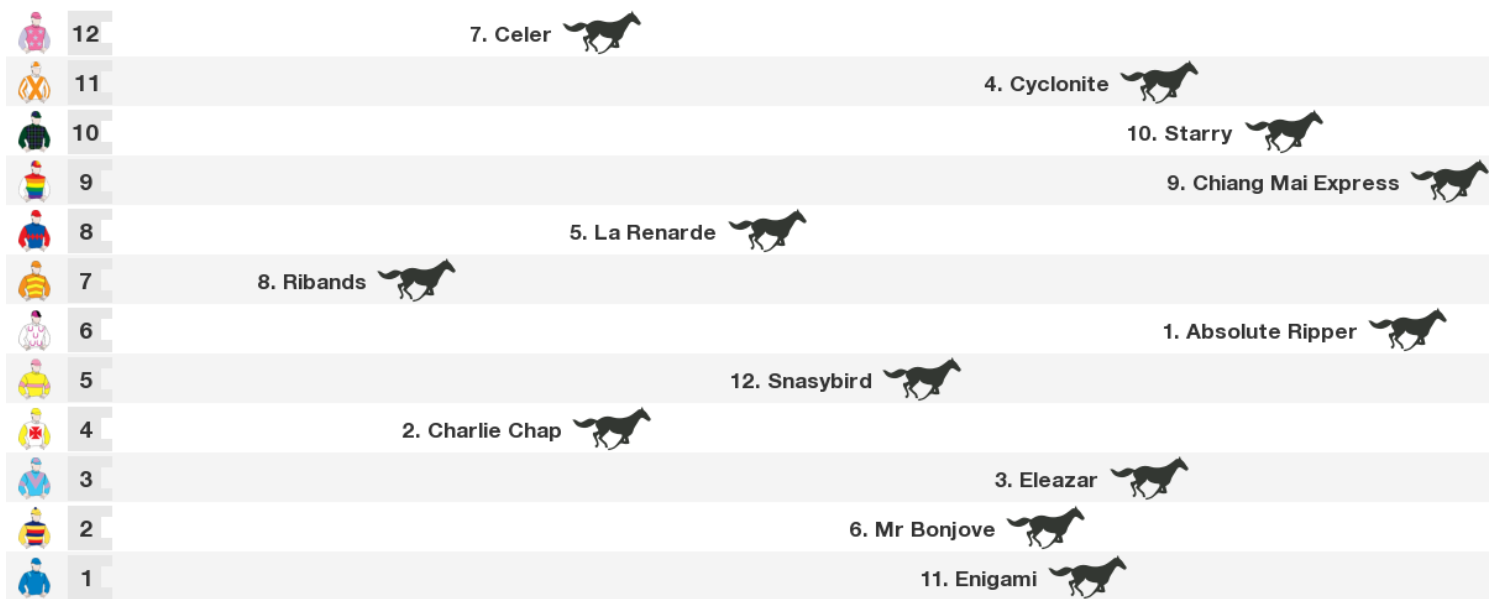 12 7. Celer
11 4. Cyclonite
10 10. Starry
9 9. Chiang Mai Express
8 5. La Renarde
7 8. Ribands
6 1. Absolute Ripper
5 12. Snasybird
4 2. Charlie Chap
3 3. Eleazar
2 6. Mr Bonjove
1 11. Enigami